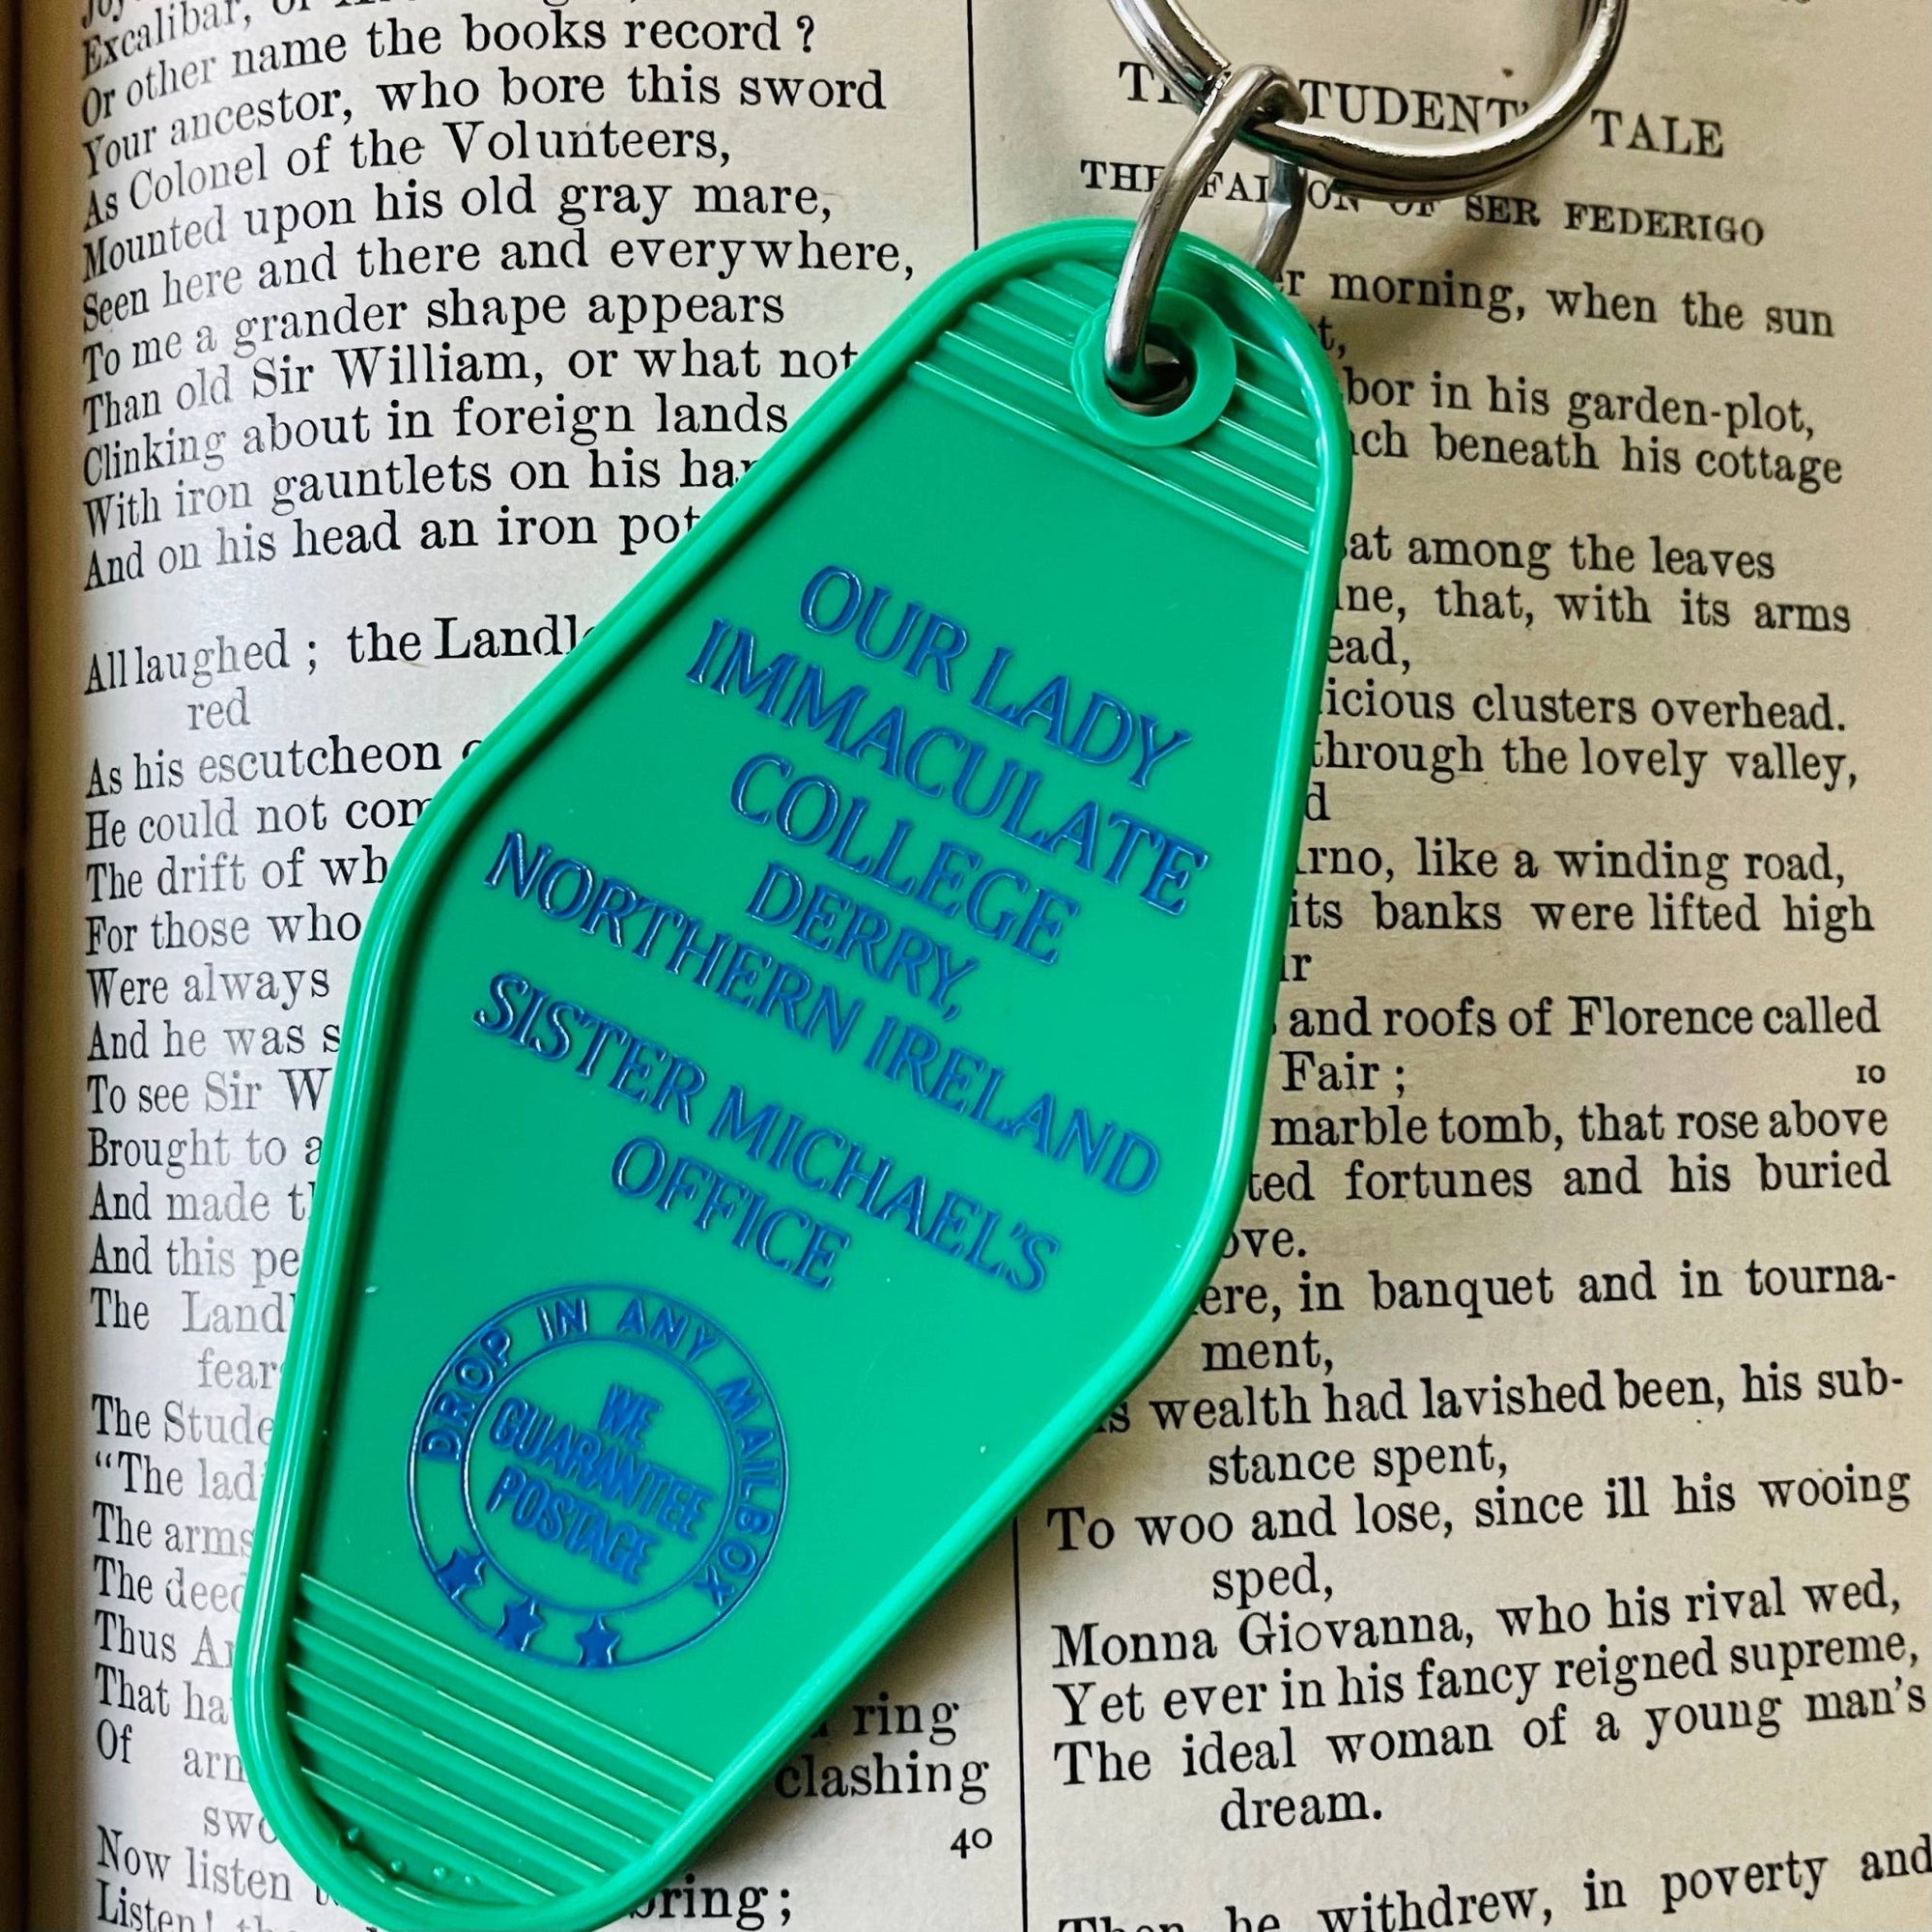 Excalibar,
Or other name the books record ?
Your ancestor, who bore this sword
As Colonel of the Volunteers,
Mounted upon his old gray mare,
Seen here and there and everywhere,
To me a grander shape appears
Than old Sir William, or what not
Clinking about in foreign lands
With iron gauntlets on his
And on his head an iron pot
All laughed ; the
red
As his escutcheon
He could not
The drift of
For those who
Were always
And he was
To see Sir
Brought to
And made
And this
The
The
"The
The arms
The
Thus
That
Of
Now listen
Listen!
ring
clashing
40
THE STUDENT'S TALE
THE FALCON OF SER FEDERIGO
morning, when the sun
in his garden-plot,
beneath his cottage
among the leaves
that, with its arms
clusters overhead.
through the lovely valley,
like a winding road,
its banks were lifted high
and roofs of Florence called
Fair ;
10
marble tomb, that rose above
fortunes and his buried
in banquet and in tourna-
ment,
wealth had lavished been, his sub-
stance spent,
To woo and lose, since ill his wooing
sped,
Monna Giovanna, who his rival wed,
Yet ever in his fancy reigned supreme,
The ideal woman of a young man's
dream.
he withdrew, in poverty and
OUR LADY
IMMACULATE
COLLEGE
DERRY,
NORTHERN IRELAND
SISTER MICHAEL'S
OFFICE
DROP IN ANY MAILBOX
WE
GUARANTEE
POSTAGE